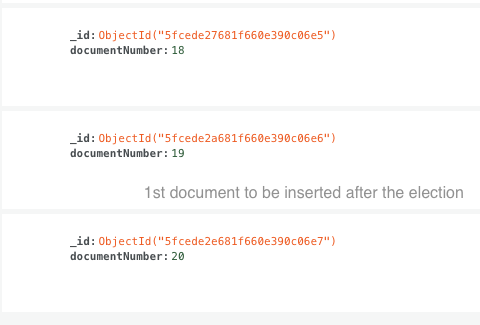 _id: ObjectId("5fcede27681f660e390c06e5")
documentNumber: 18
_id: ObjectId("5fcede2a681f660e390c06e6")
documentNumber: 19
1st document to be inserted after the election
_id: ObjectId("5fcede2e681f660e390c06e7")
documentNumber: 20